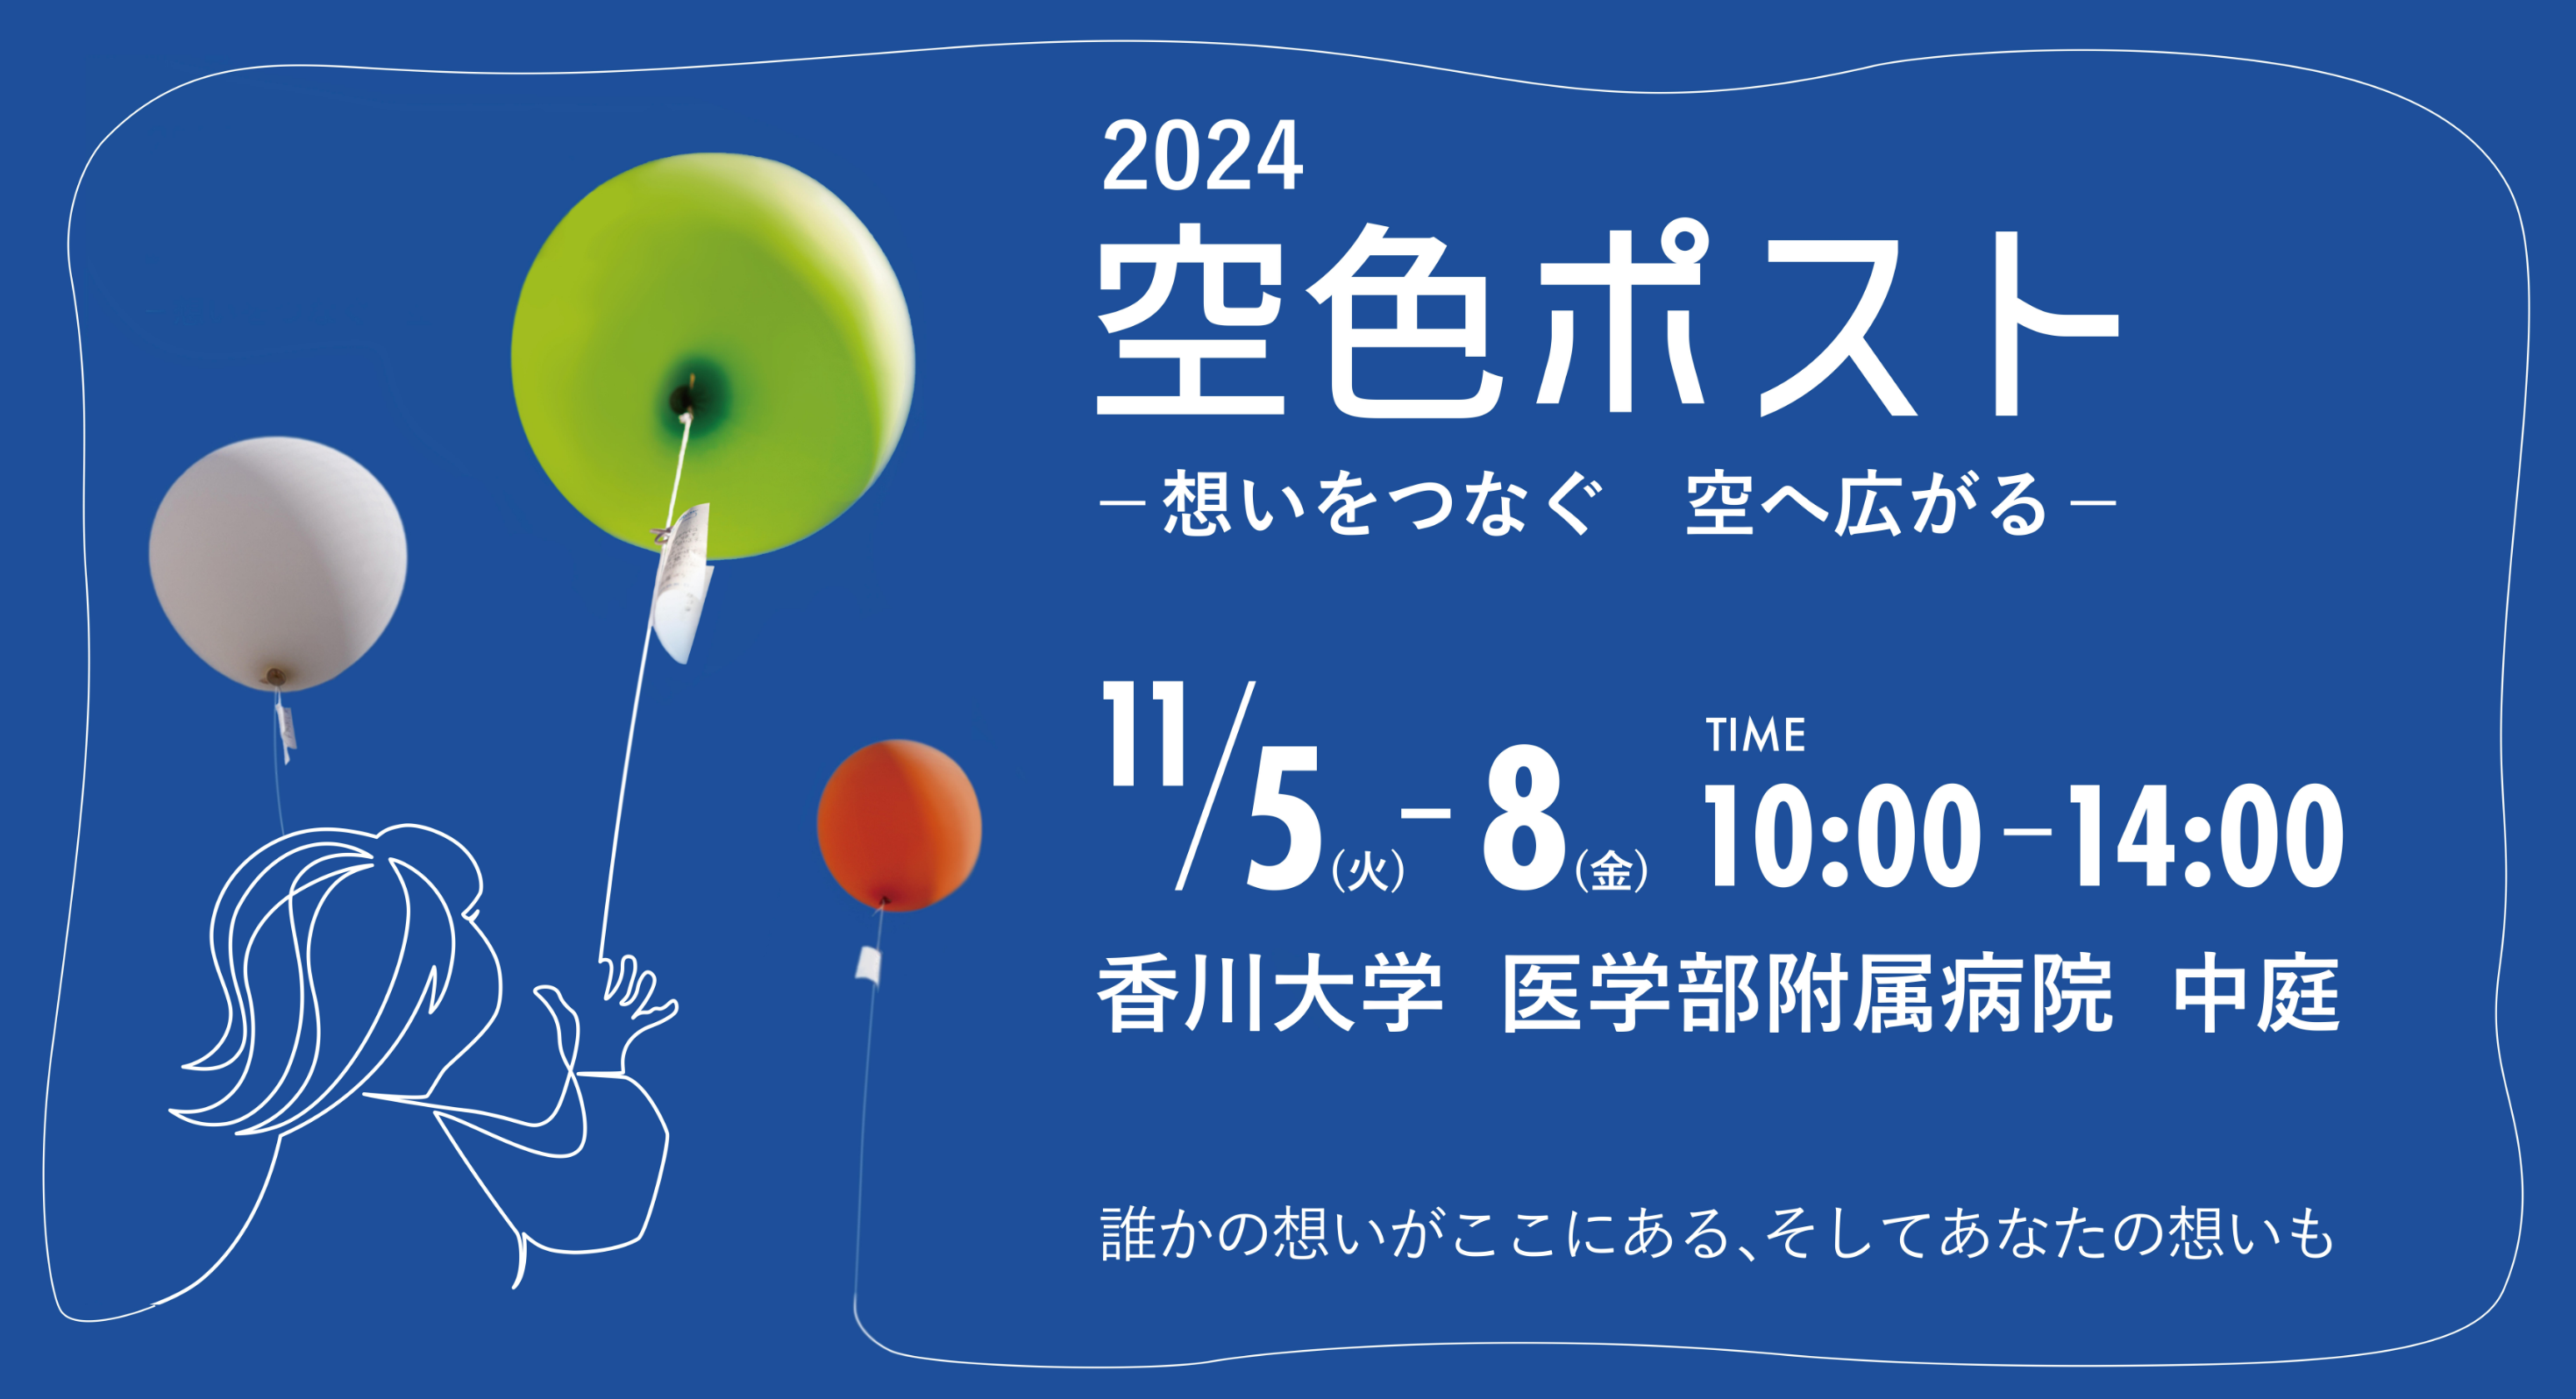 2024
空色ポスト
－想いをつなぐ　空へ広がる－
11/5(火)－8(金)
TIME
10:00－14:00
香川大学 医学部附属病院 中庭
誰かの想いがここにある、そしてあなたの想いも